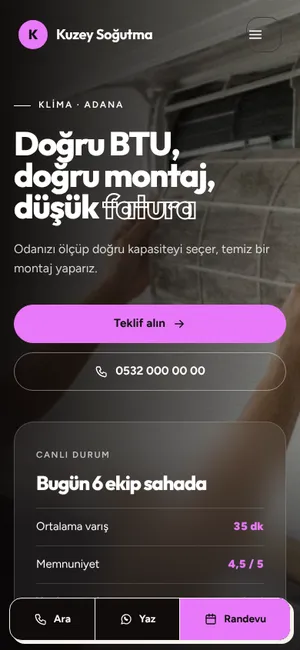 K Kuzey Soğutma
KLİMA · ADANA
Doğru BTU,
doğru montaj,
düşük fatura
Odanızı ölçüp doğru kapasiteyi seçer, temiz bir
montaj yaparız.
Teklif alın →
0532 000 00 00
CANLI DURUM
Bugün 6 ekip sahada
Ortalama varış 35 dk
Memnuniyet 4,5 / 5
Ara Yaz Randevu